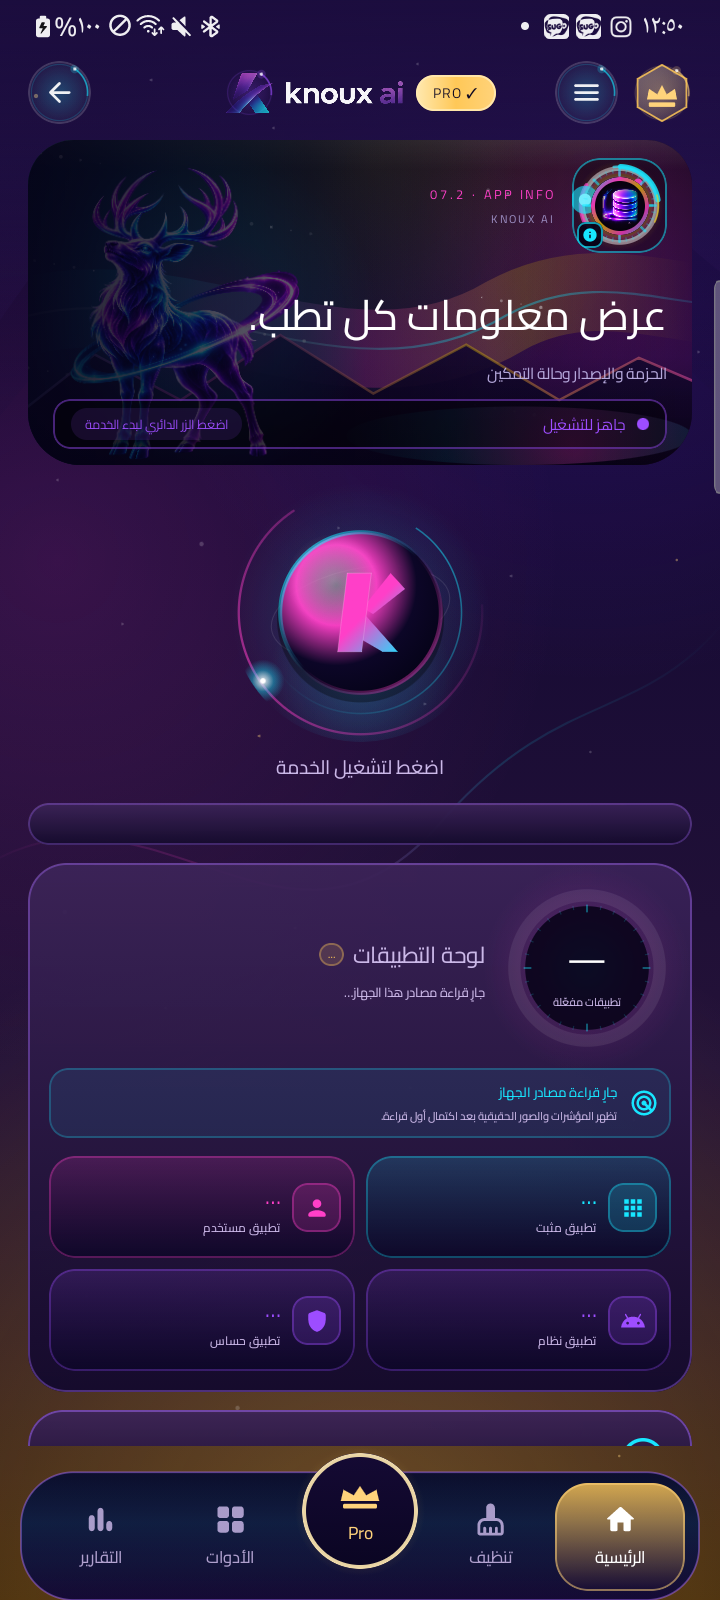 %١٠٠
١٢:٥٠
knoux ai
PRO ✓
07.2 · APP INFO
KNOUX AI
عرض معلومات كل تطب.
الحزمة والإصدار وحالة التمكين
جاهز للتشغيل
اضغط الزر الدائري لبدء الخدمة
اضغط لتشغيل الخدمة
لوحة التطبيقات
...
جارٍ قراءة مصادر هذا الجهاز...
—
تطبيقات مفعّلة
جارٍ قراءة مصادر الجهاز
تظهر المؤشرات والصور الحقيقية بعد اكتمال أول قراءة.
...
تطبيق مثبت
...
تطبيق مستخدم
...
تطبيق نظام
...
تطبيق حساس
الرئيسية
تنظيف
Pro
الأدوات
التقارير